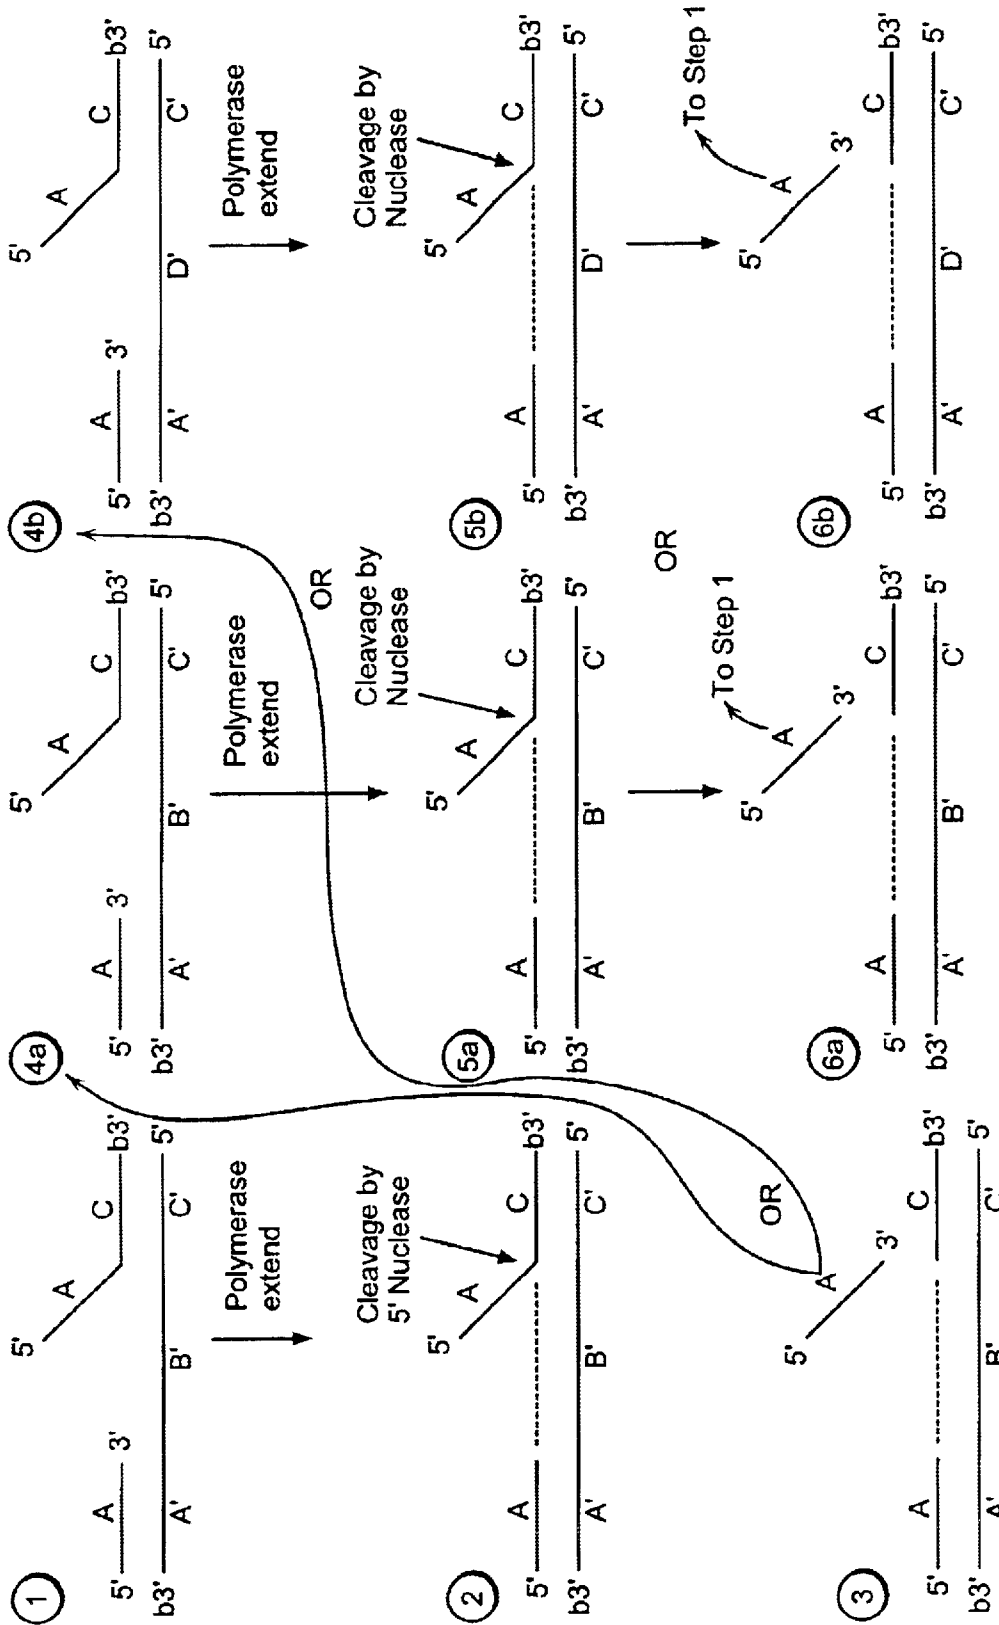 1
5'
A
3'
5'
A
C
b3'
b3'
A'
B'
C'
5'
Polymerase
extend
2
5'
A
5'
A
C
b3'
Cleavage by
5' Nuclease
b3'
A'
B'
C'
5'
3
5'
A
3'
OR
5'
A
C
b3'
b3'
A'
B'
C'
5'
4a
5'
A
3'
5'
A
C
b3'
b3'
A'
B'
C'
5'
Polymerase
extend
OR
5a
5'
A
5'
A
C
b3'
Cleavage by
Nuclease
b3'
A'
B'
C'
5'
OR
6a
5'
A
3'
To Step 1
5'
A
C
b3'
b3'
A'
B'
C'
5'
4b
5'
A
3'
5'
A
C
b3'
b3'
A'
D'
C'
5'
Polymerase
extend
5b
5'
A
5'
A
C
b3'
Cleavage by
Nuclease
b3'
A'
D'
C'
5'
6b
5'
A
3'
To Step 1
5'
A
C
b3'
b3'
A'
D'
C'
5'